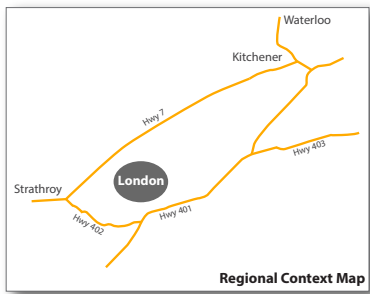 Waterloo
Kitchener
Hwy 7
Hwy 403
London
Strathroy
Hwy 401
Hwy 402
Regional Context Map